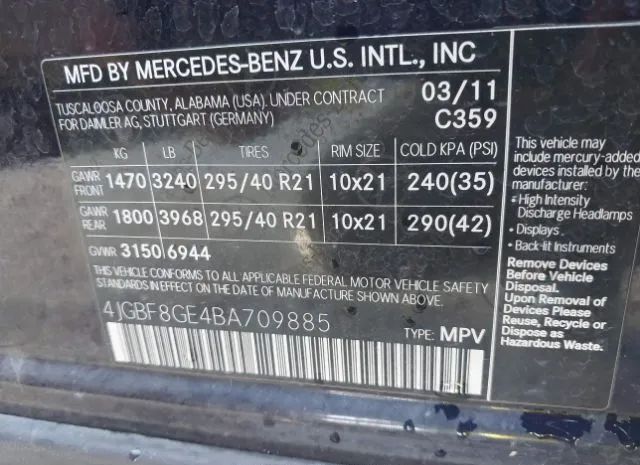 MFD BY MERCEDES-BENZ U.S. INTL., INC
TUSCALOOSA COUNTY, ALABAMA (USA). UNDER CONTRACT
FOR DAIMLER AG, STUTTGART (GERMANY)
03/11
C359
KG LB TIRES RIM SIZE COLD KPA (PSI)
GAWR FRONT 1470 3240 295/40 R21 10x21 240(35)
GAWR REAR 1800 3968 295/40 R21 10x21 290(42)
GVWR 3150 6944
THIS VEHICLE CONFORMS TO ALL APPLICABLE FEDERAL MOTOR VEHICLE SAFETY
STANDARDS IN EFFECT ON THE DATE OF MANUFACTURE SHOWN ABOVE.
4JGBF8GE4BA709885
TYPE: MPV
This vehicle may
include mercury-added
devices installed by the
manufacturer:
• High Intensity
Discharge Headlamps
• Displays
• Back-lit Instruments
Remove Devices
Before Vehicle
Disposal.
Upon Removal of
Devices Please
Reuse, Recycle or
Dispose as
Hazardous Waste.